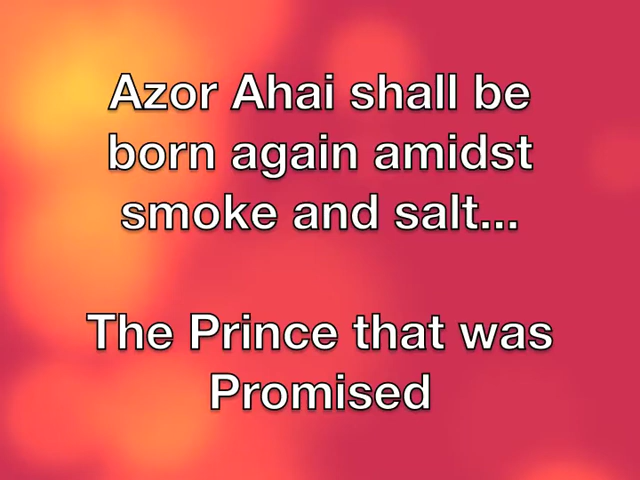 Azor Ahai shall be
born again amidst
smoke and salt...
The Prince that was
Promised